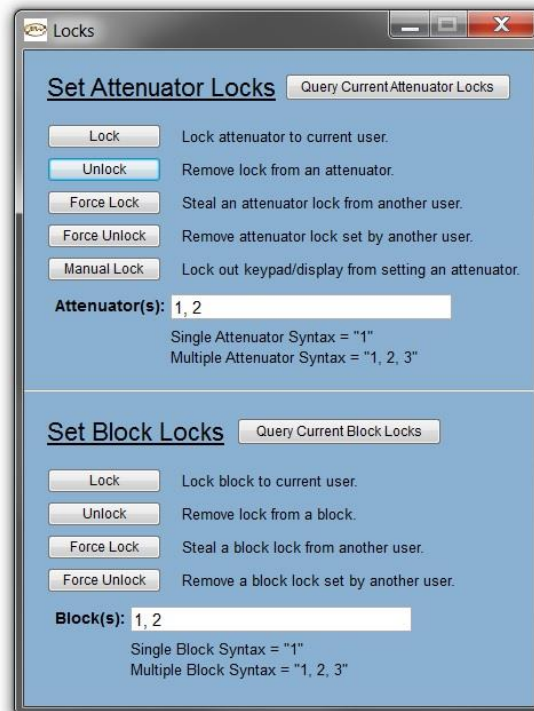 Locks
Set Attenuator Locks Query Current Attenuator Locks
Lock Lock attenuator to current user.
Unlock Remove lock from an attenuator.
Force Lock Steal an attenuator lock from another user.
Force Unlock Remove attenuator lock set by another user.
Manual Lock Lock out keypad/display from setting an attenuator.
Attenuator(s): 1, 2
Single Attenuator Syntax = "1"
Multiple Attenuator Syntax = "1, 2, 3"
Set Block Locks Query Current Block Locks
Lock Lock block to current user.
Unlock Remove lock from a block.
Force Lock Steal a block lock from another user.
Force Unlock Remove a block lock set by another user.
Block(s): 1, 2
Single Block Syntax = "1"
Multiple Block Syntax = "1, 2, 3"